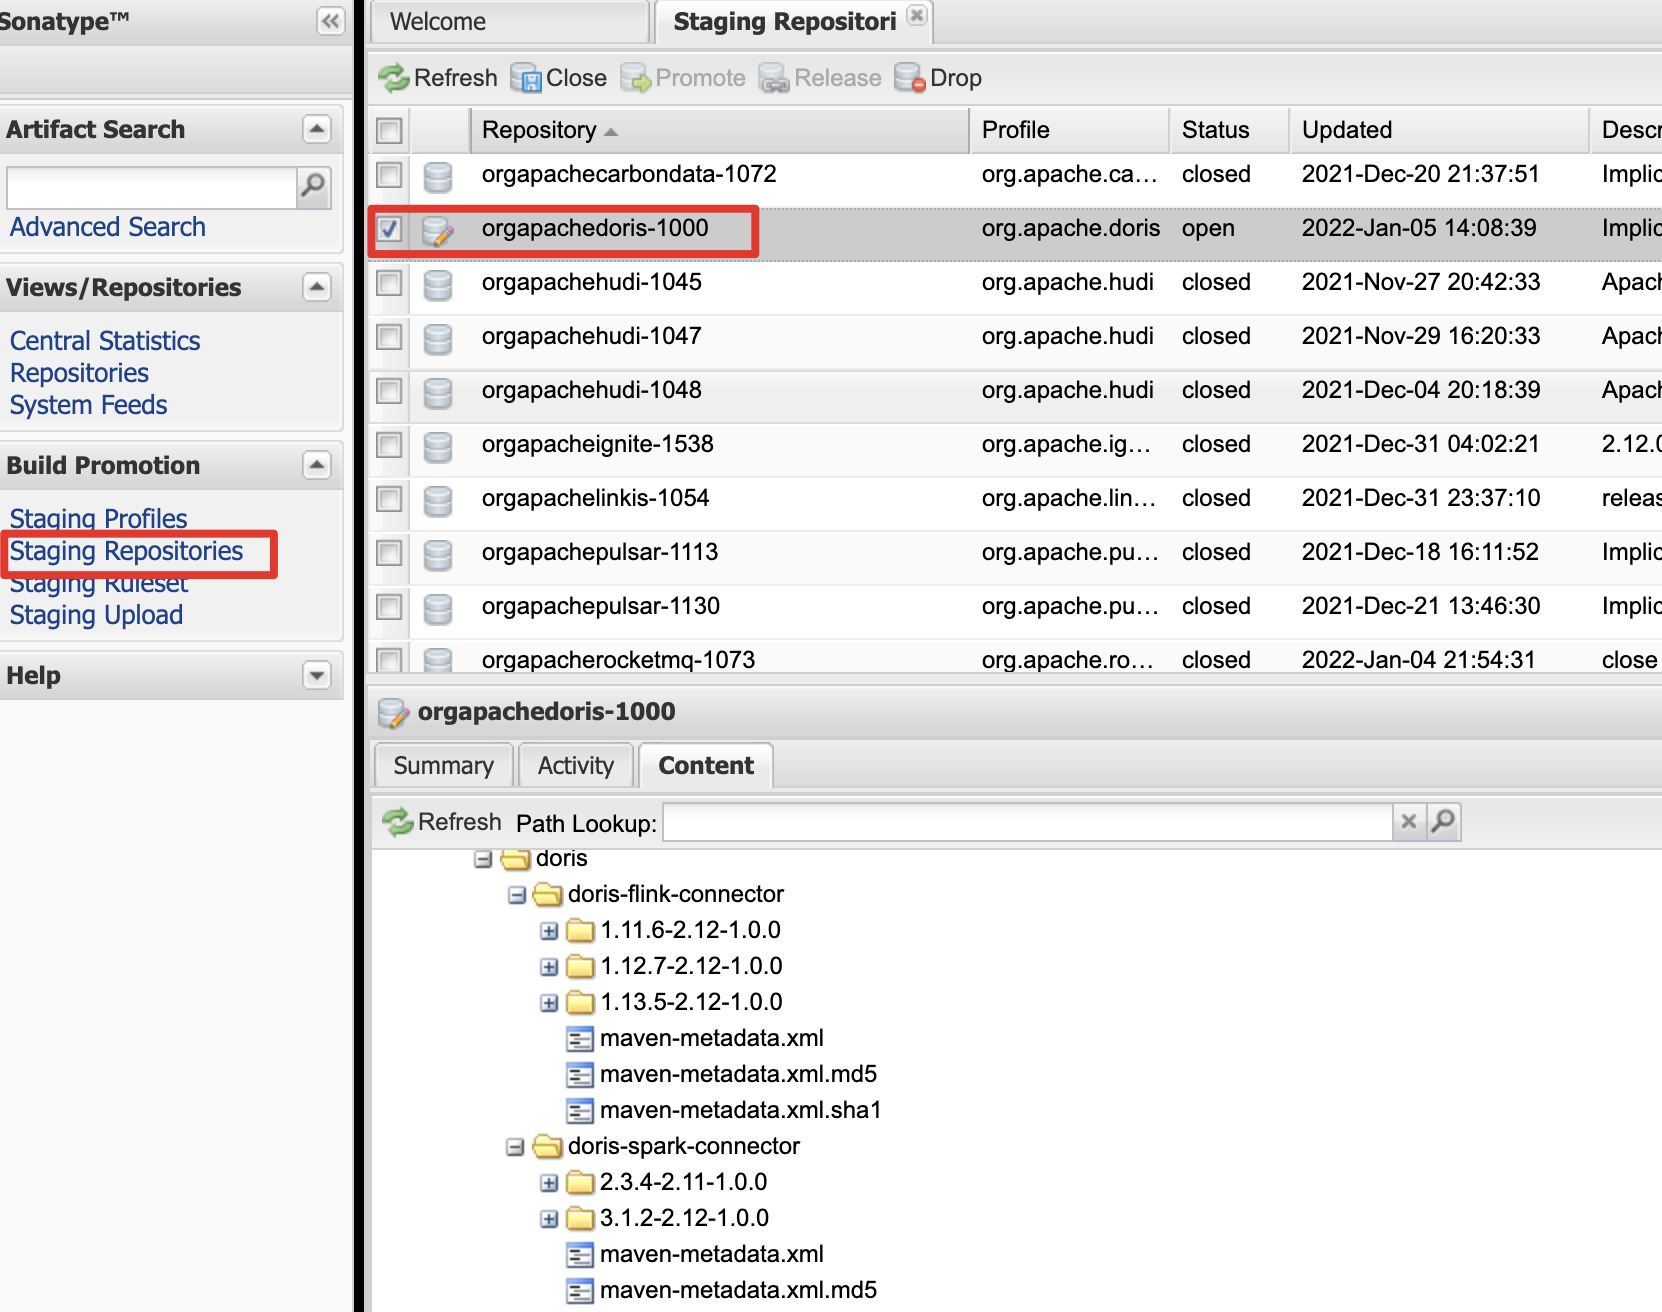 Sonatype™
Artifact Search
Advanced Search
Views/Repositories
Central Statistics
Repositories
System Feeds
Build Promotion
Staging Profiles
Staging Repositories
Staging Ruleset
Staging Upload
Help
Welcome Staging Repositori
Refresh Close Promote Release Drop
Repository Profile Status Updated Descr
orgapachecarbondata-1072 org.apache.ca... closed 2021-Dec-20 21:37:51 Implic
orgapachedoris-1000 org.apache.doris open 2022-Jan-05 14:08:39 Implic
orgapachehudi-1045 org.apache.hudi closed 2021-Nov-27 20:42:33 Apach
orgapachehudi-1047 org.apache.hudi closed 2021-Nov-29 16:20:33 Apach
orgapachehudi-1048 org.apache.hudi closed 2021-Dec-04 20:18:39 Apach
orgapacheignite-1538 org.apache.ig... closed 2021-Dec-31 04:02:21 2.12.0
orgapachelinkis-1054 org.apache.lin... closed 2021-Dec-31 23:37:10 releas
orgapachepulsar-1113 org.apache.pu... closed 2021-Dec-18 16:11:52 Implic
orgapachepulsar-1130 org.apache.pu... closed 2021-Dec-21 13:46:30 Implic
orgapacherocketmq-1073 org.apache.ro... closed 2022-Jan-04 21:54:31 close
orgapachedoris-1000
Summary Activity Content
Refresh Path Lookup:
doris
doris-flink-connector
1.11.6-2.12-1.0.0
1.12.7-2.12-1.0.0
1.13.5-2.12-1.0.0
maven-metadata.xml
maven-metadata.xml.md5
maven-metadata.xml.sha1
doris-spark-connector
2.3.4-2.11-1.0.0
3.1.2-2.12-1.0.0
maven-metadata.xml
maven-metadata.xml.md5